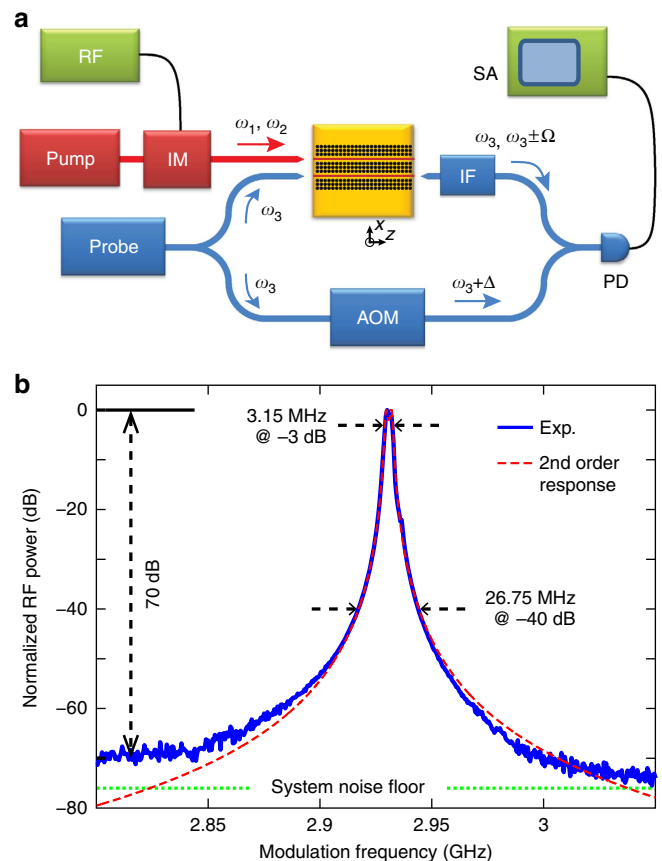 a
RF
SA
Pump
IM
ω1, ω2
ω3, ω3±Ω
IF
ω3
x
z
Probe
PD
ω3
AOM
ω3+Δ
b
0
−20
−40
−60
−80
Normalized RF power (dB)
70 dB
3.15 MHz
@ −3 dB
Exp.
2nd order
response
26.75 MHz
@ −40 dB
System noise floor
2.85
2.9
2.95
3
Modulation frequency (GHz)